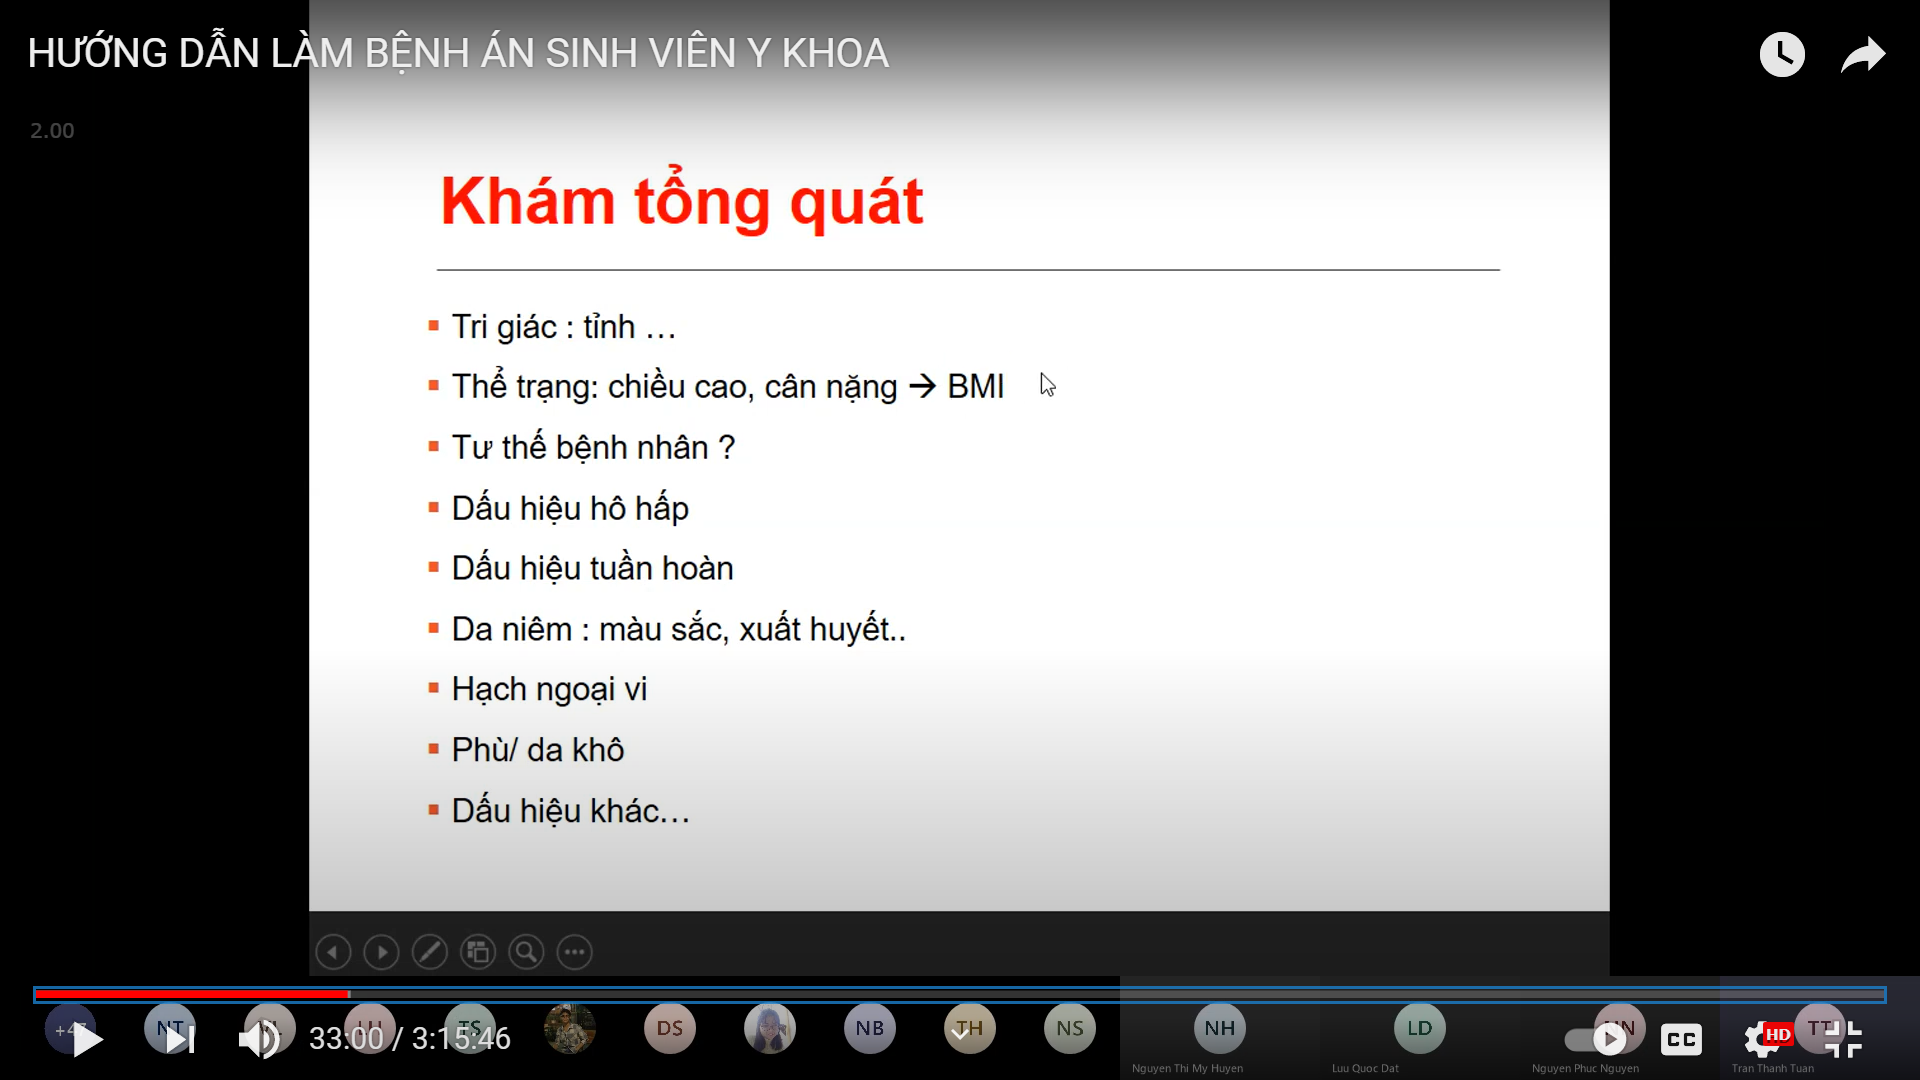 HƯỚNG DẪN LÀM BỆNH ÁN SINH VIÊN Y KHOA
2.00
Khám tổng quát
Tri giác : tỉnh …
Thể trạng: chiều cao, cân nặng → BMI
Tư thế bệnh nhân ?
Dấu hiệu hô hấp
Dấu hiệu tuần hoàn
Da niêm : màu sắc, xuất huyết..
Hạch ngoại vi
Phù/ da khô
Dấu hiệu khác…
NT
TS
DS
NB
TH
NS
NH
LD
TT
33:00 / 3:15:46
CC
HD
Nguyen Thi My Huyen
Luu Quoc Dat
Nguyen Phuc Nguyen
Tran Thanh Tuan